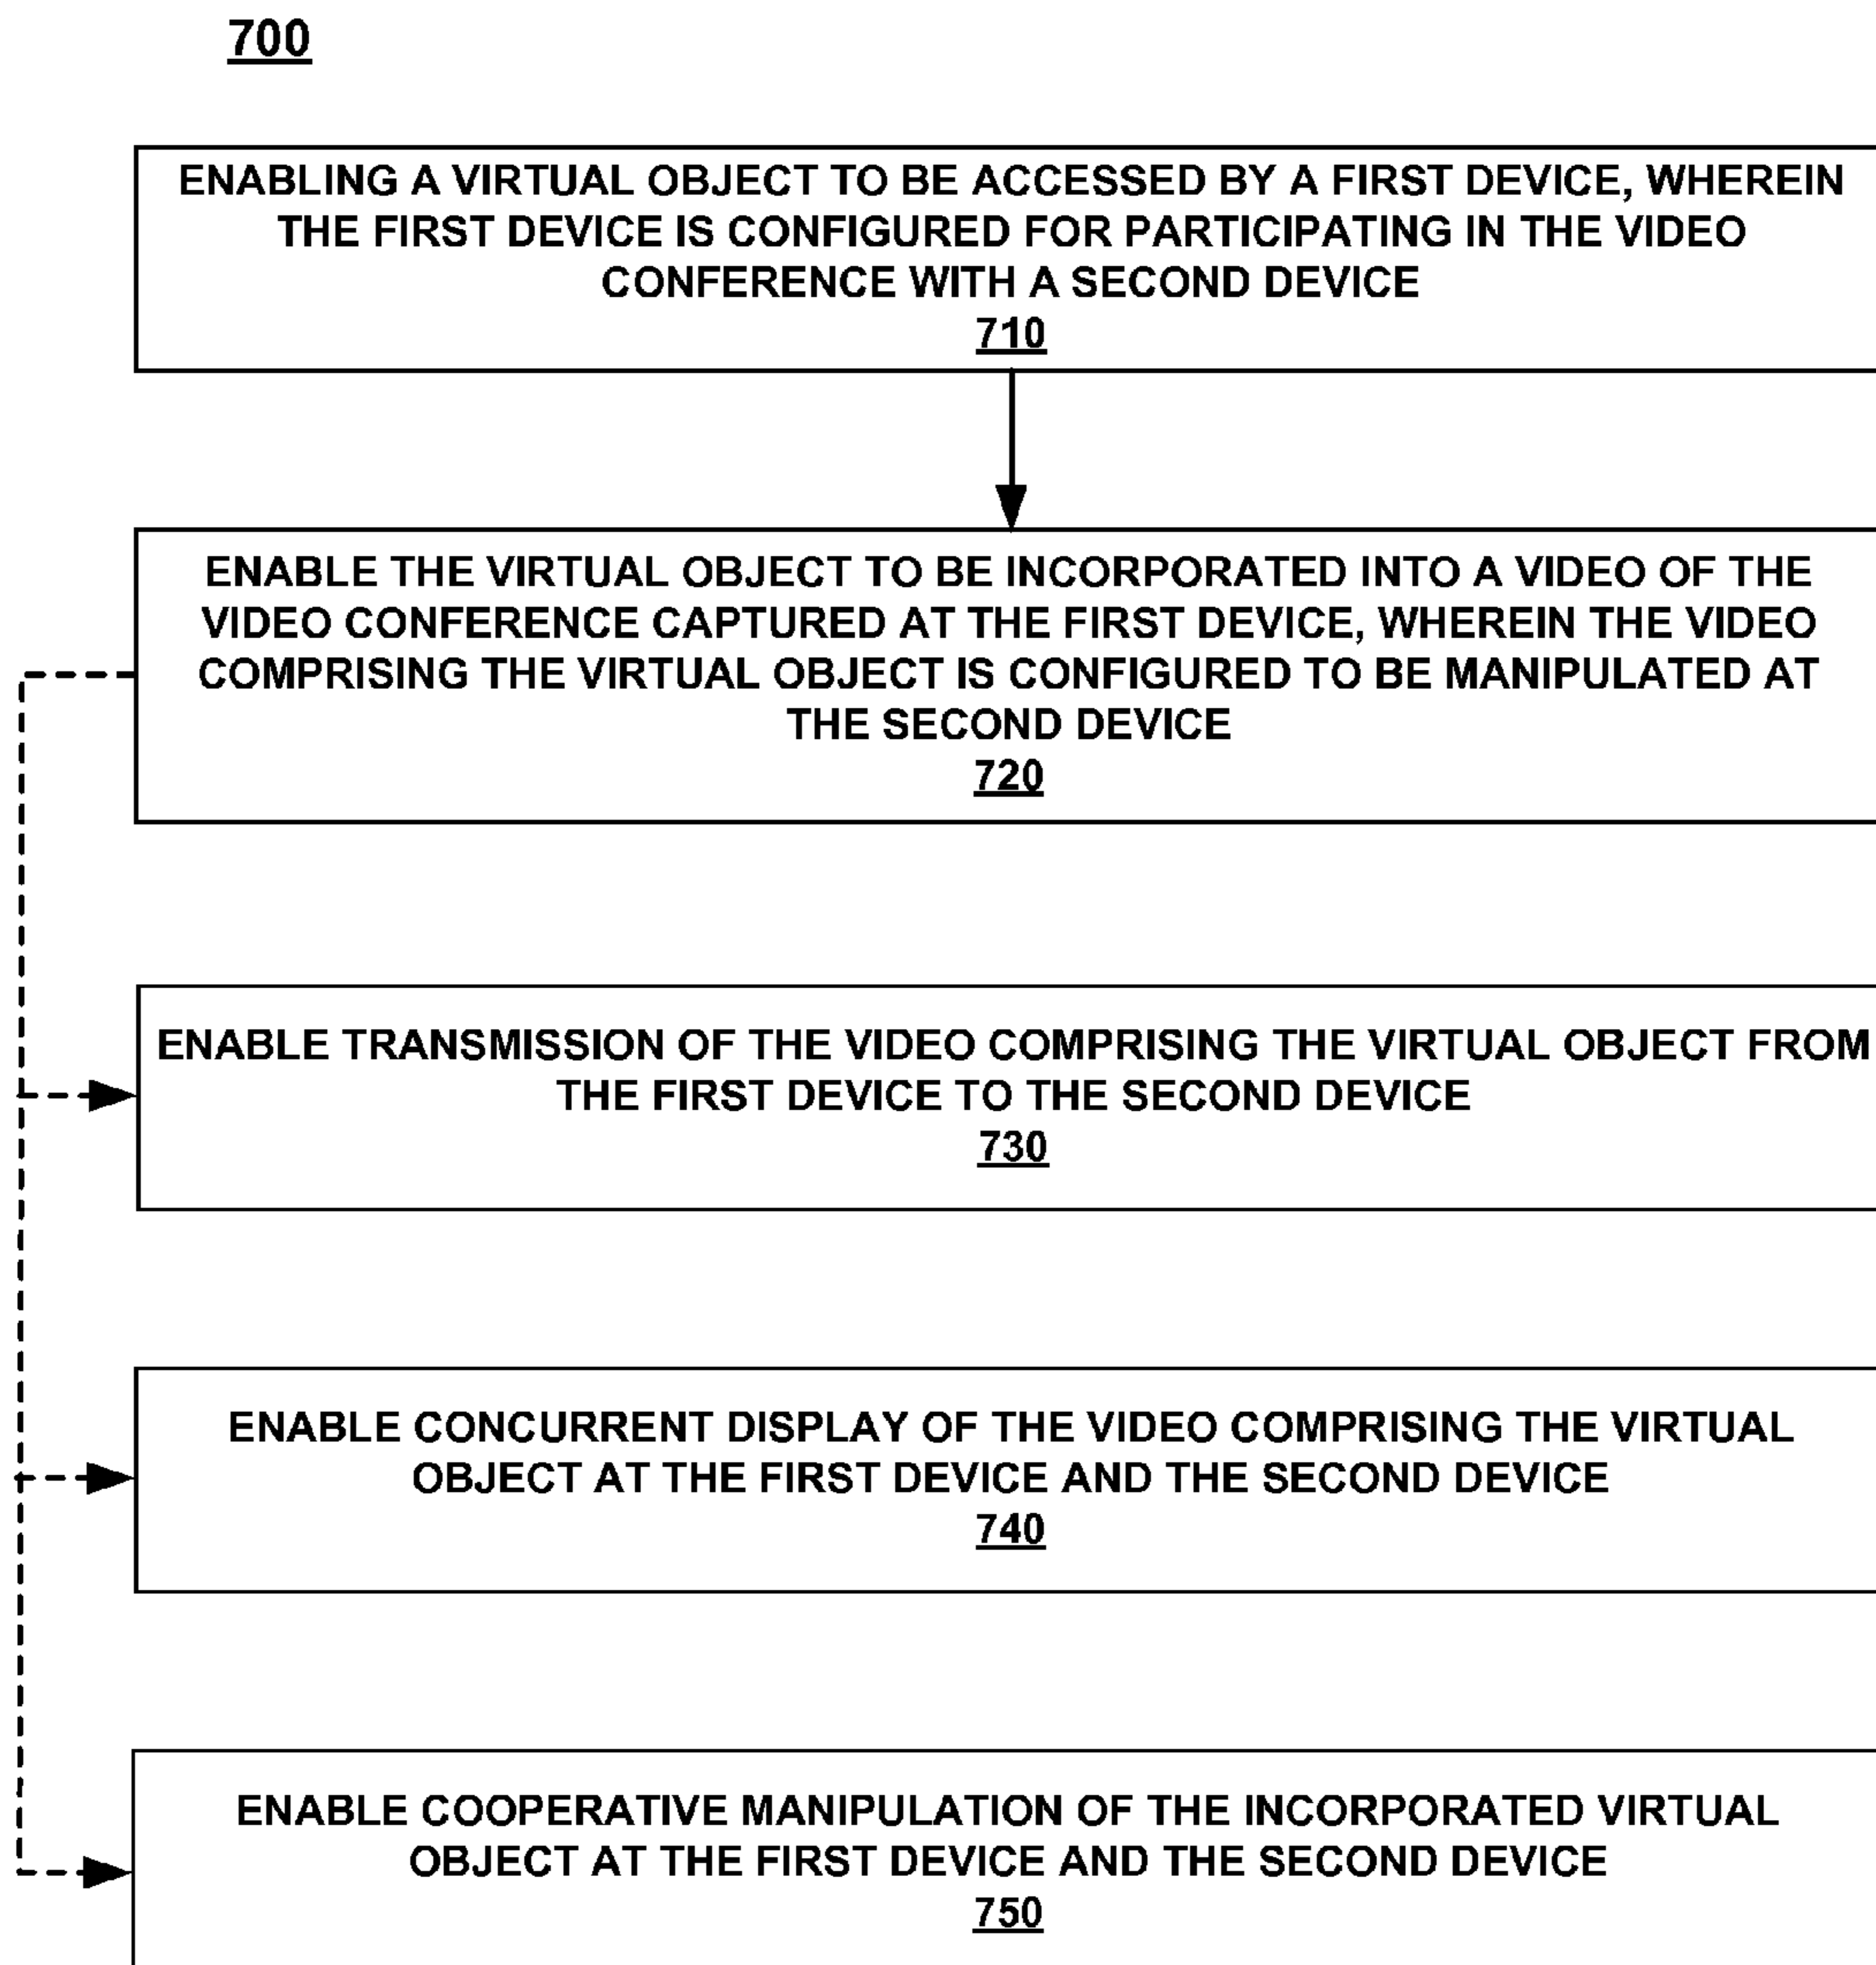 700
ENABLING A VIRTUAL OBJECT TO BE ACCESSED BY A FIRST DEVICE, WHEREIN
THE FIRST DEVICE IS CONFIGURED FOR PARTICIPATING IN THE VIDEO
CONFERENCE WITH A SECOND DEVICE
710
ENABLE THE VIRTUAL OBJECT TO BE INCORPORATED INTO A VIDEO OF THE
VIDEO CONFERENCE CAPTURED AT THE FIRST DEVICE, WHEREIN THE VIDEO
COMPRISING THE VIRTUAL OBJECT IS CONFIGURED TO BE MANIPULATED AT
THE SECOND DEVICE
720
ENABLE TRANSMISSION OF THE VIDEO COMPRISING THE VIRTUAL OBJECT FROM
THE FIRST DEVICE TO THE SECOND DEVICE
730
ENABLE CONCURRENT DISPLAY OF THE VIDEO COMPRISING THE VIRTUAL
OBJECT AT THE FIRST DEVICE AND THE SECOND DEVICE
740
ENABLE COOPERATIVE MANIPULATION OF THE INCORPORATED VIRTUAL
OBJECT AT THE FIRST DEVICE AND THE SECOND DEVICE
750